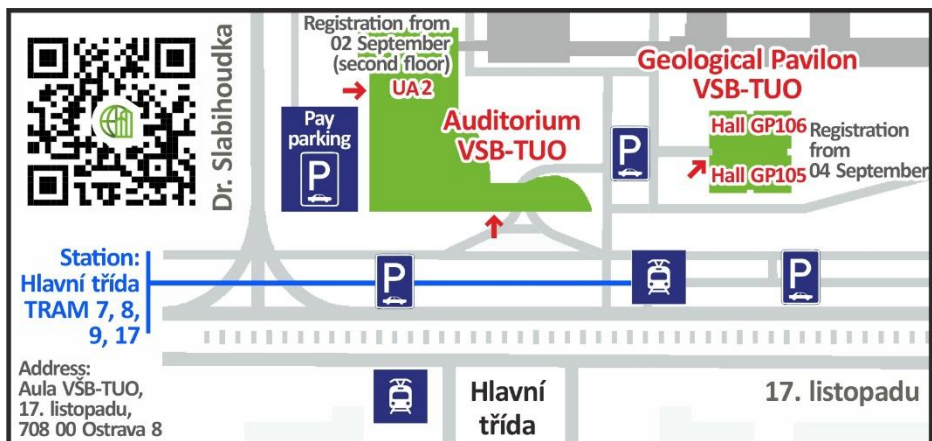 Dr. Slabihoudka
Registration from
02 September
(second floor)
UA2
Pay
parking
P
Auditorium
VSB-TUO
P
Geological Pavilon
VSB-TUO
Hall GP106
Hall GP105
Registration
from
04 September
Station:
Hlavní třída
TRAM 7, 8,
9, 17
P
P
Address:
Aula VŠB-TUO,
17. listopadu,
708 00 Ostrava 8
Hlavní
třída
17. listopadu